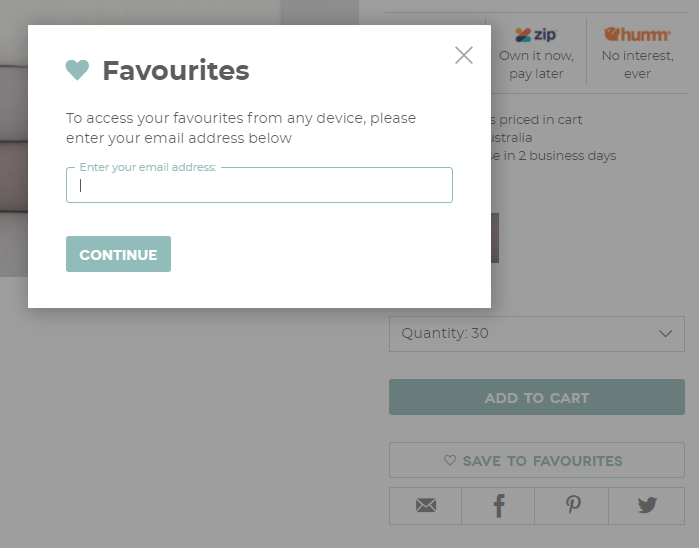 Favourites
To access your favourites from any device, please
enter your email address below
Enter your email address:
CONTINUE
zip
Own it now,
pay later
humm
No interest,
ever
priced in cart
in 2 business days
Quantity: 30
ADD TO CART
SAVE TO FAVOURITES